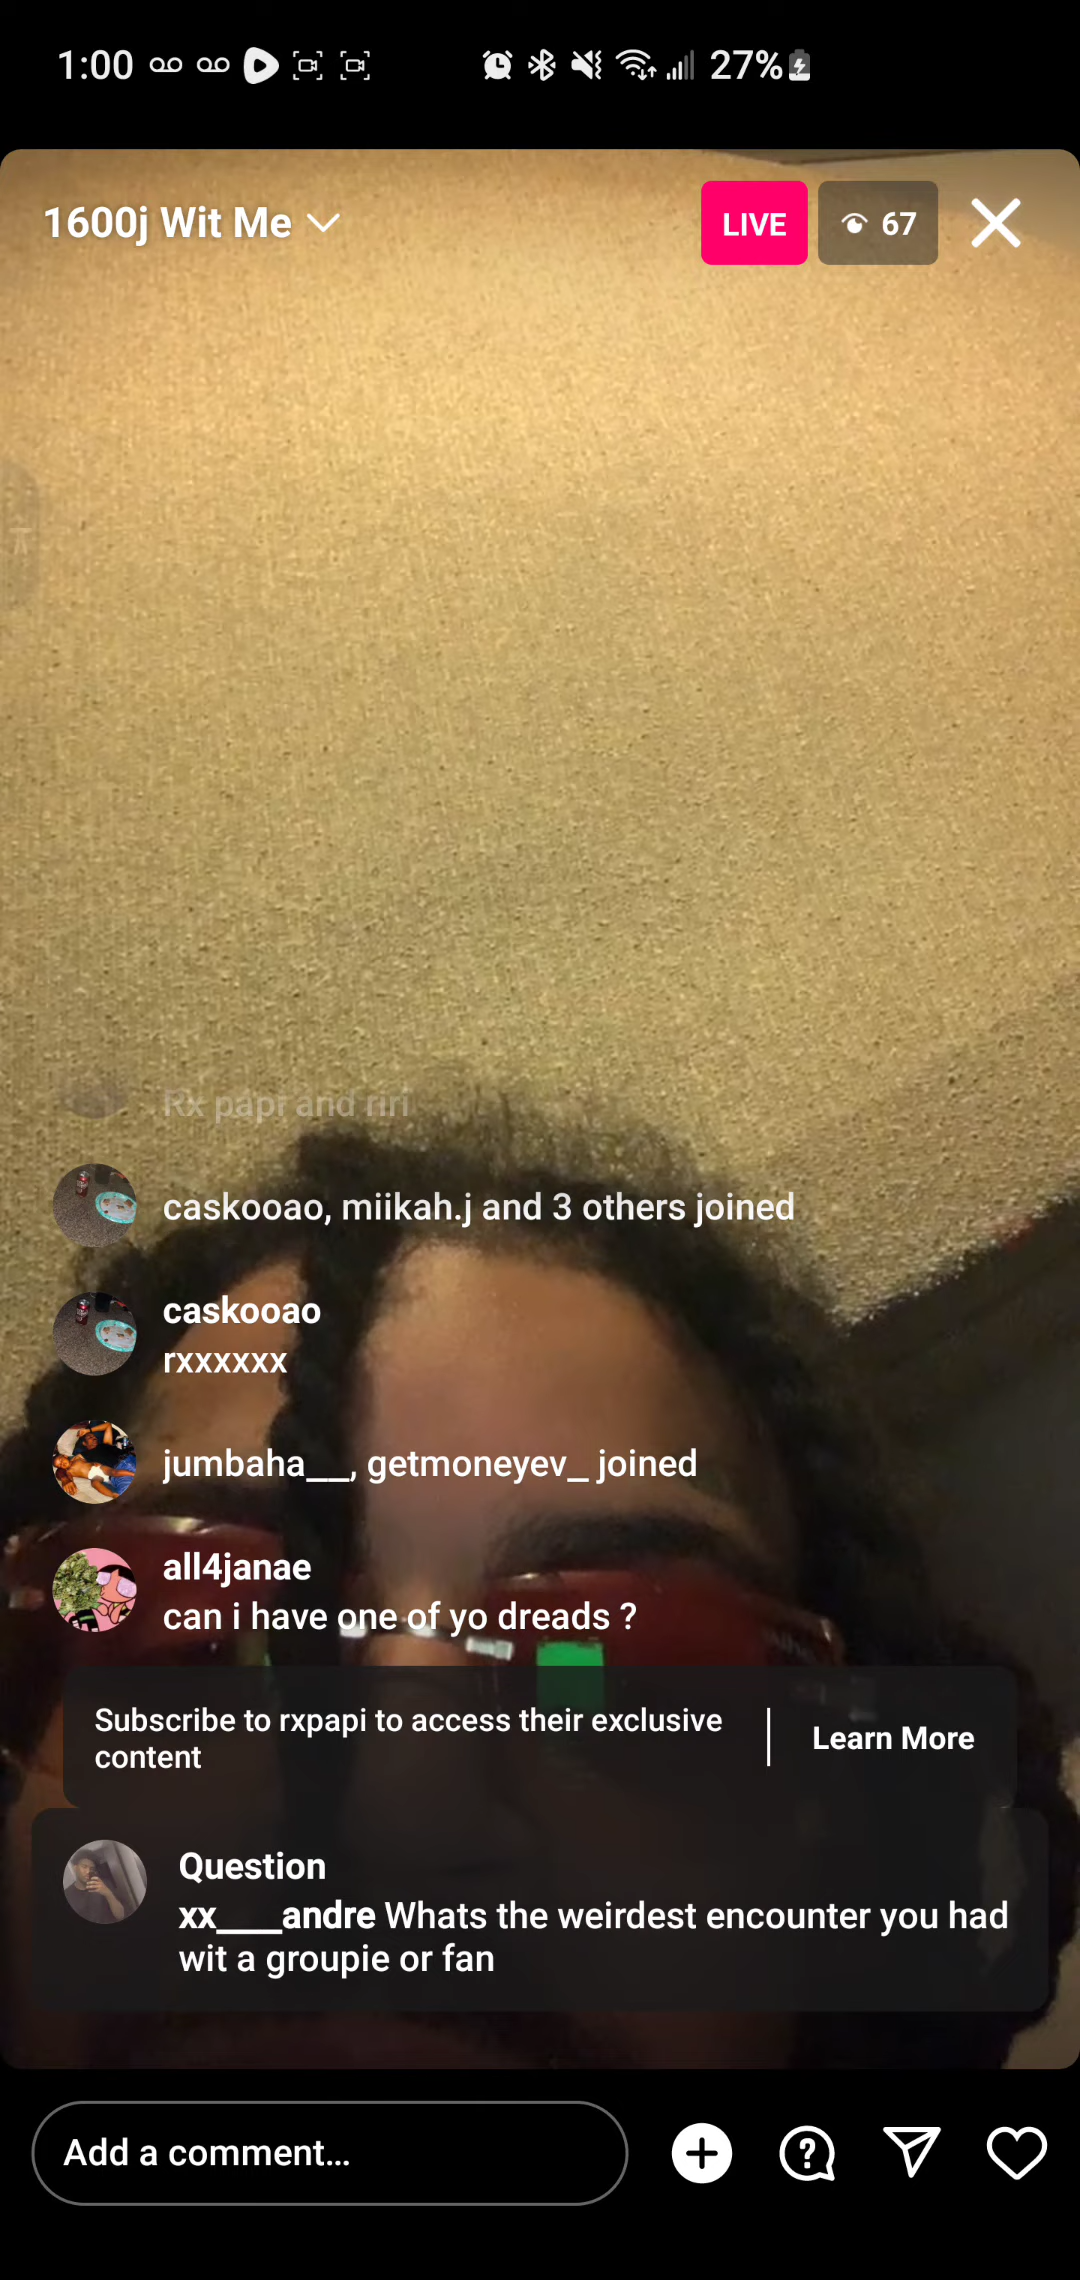 1:00
27%
1600j Wit Me
LIVE
67
Rx papi and riri
caskooao, miikah.j and 3 others joined
caskooao
rxxxxxx
jumbaha__, getmoneyev_ joined
all4janae
can i have one of yo dreads ?
Subscribe to rxpapi to access their exclusive
content
Learn More
Question
xx____andre Whats the weirdest encounter you had
wit a groupie or fan
Add a comment...